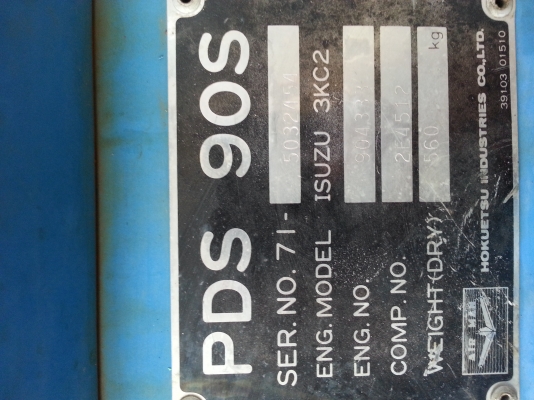 PDS 90S
SER. NO. 71-
ENG. MODEL ISUZU 3KC2
ENG. NO.
COMP. NO.
WEIGHT (DRY) 560 kg
AIR MAN
HOKUETSU INDUSTRIES CO., LTD.
39103 01510